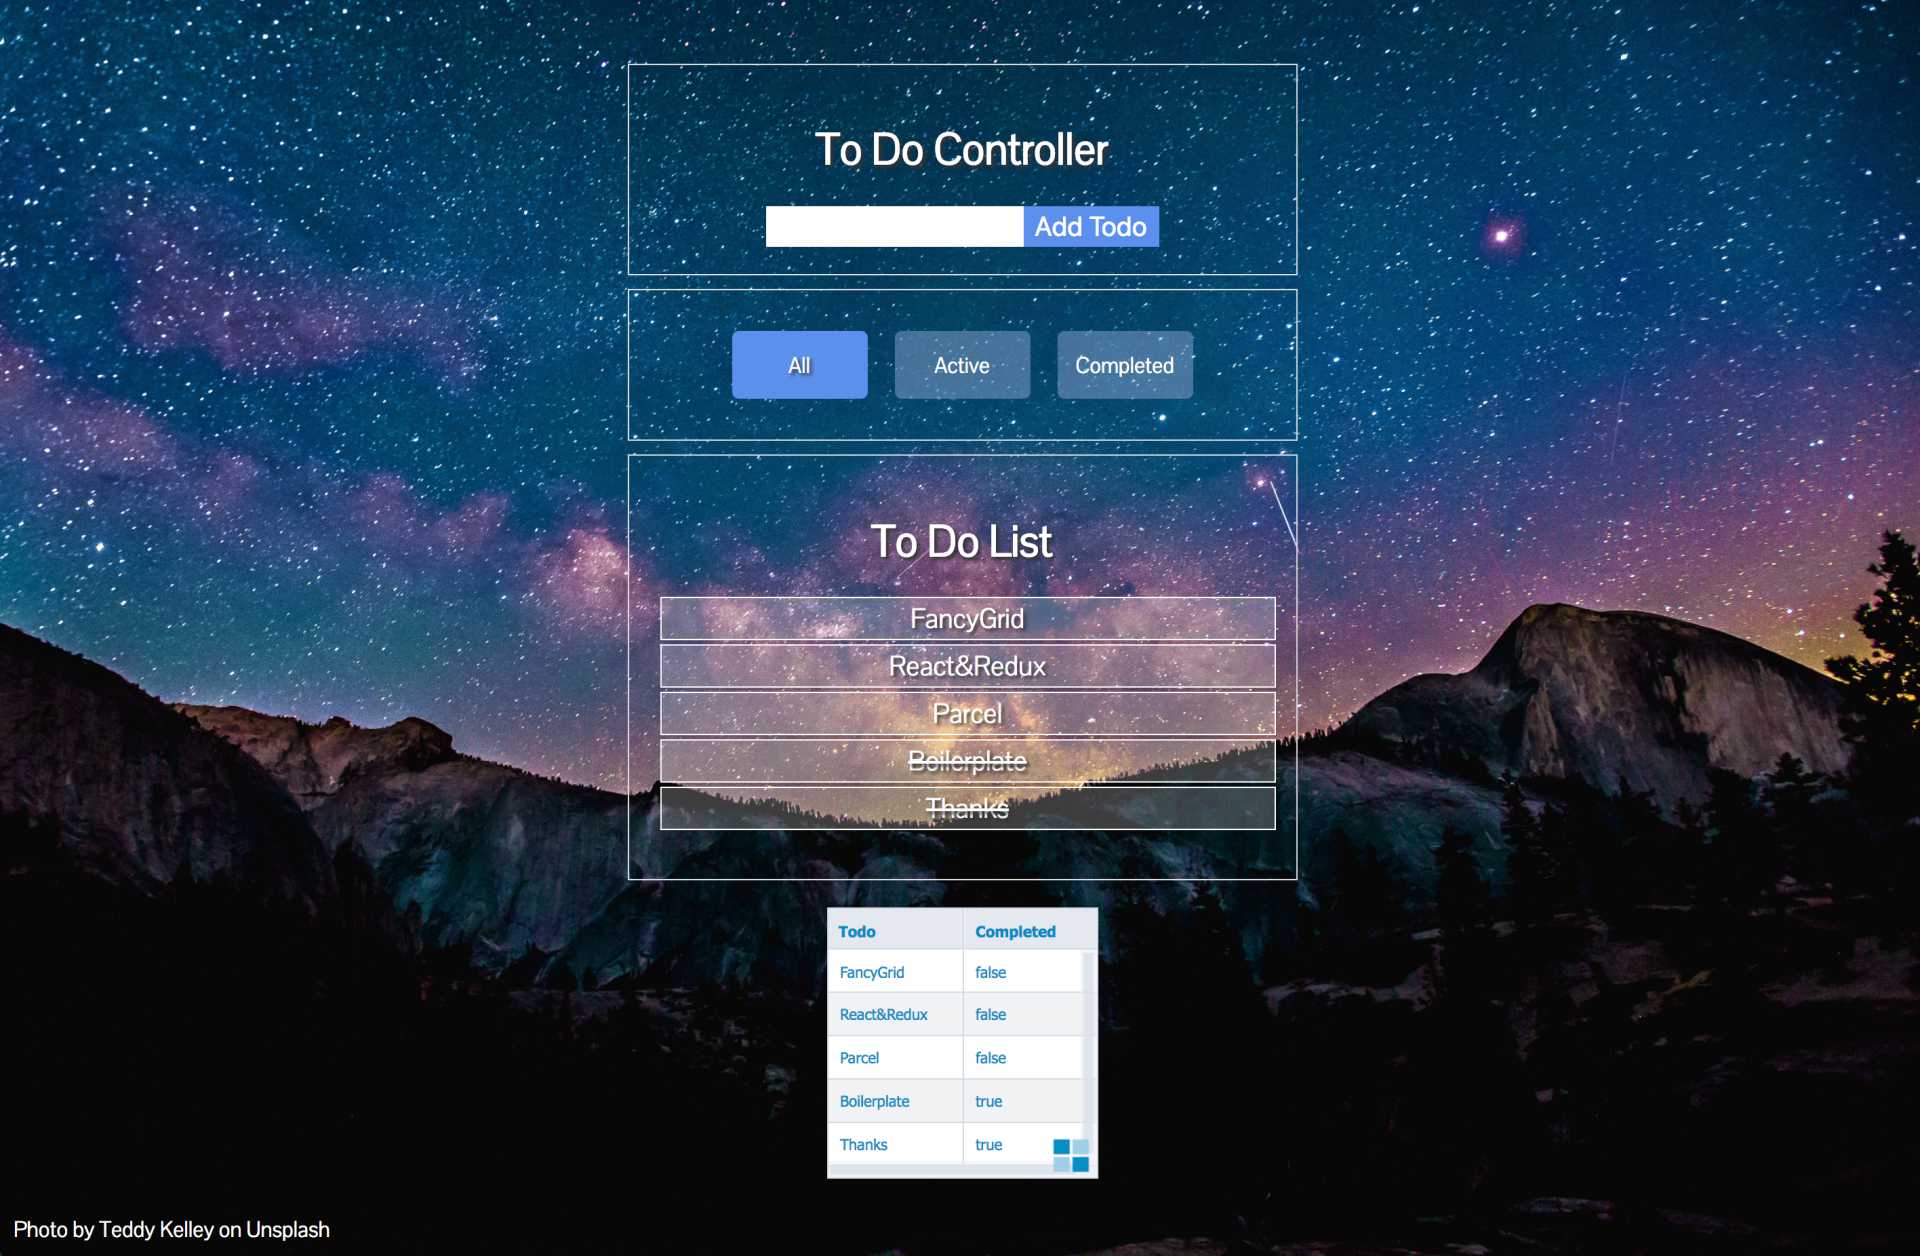 To Do Controller
Add Todo
All Active Completed
To Do List
FancyGrid
React&Redux
Parcel
Boilerplate
Thanks
Todo Completed
FancyGrid false
React&Redux false
Parcel false
Boilerplate true
Thanks true
Photo by Teddy Kelley on Unsplash